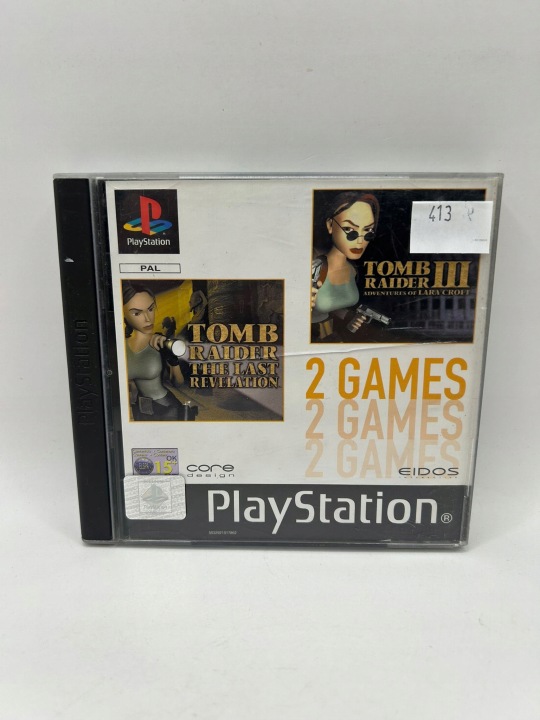 PlayStation
PlayStation
PAL
413
TOMB
RAIDER III
ADVENTURES OF LARA CROFT
TOMB
RAIDER
THE LAST
REVELATION
2 GAMES
2 GAMES
2 GAMES
OK
15
core
design
EIDOS
PlayStation®